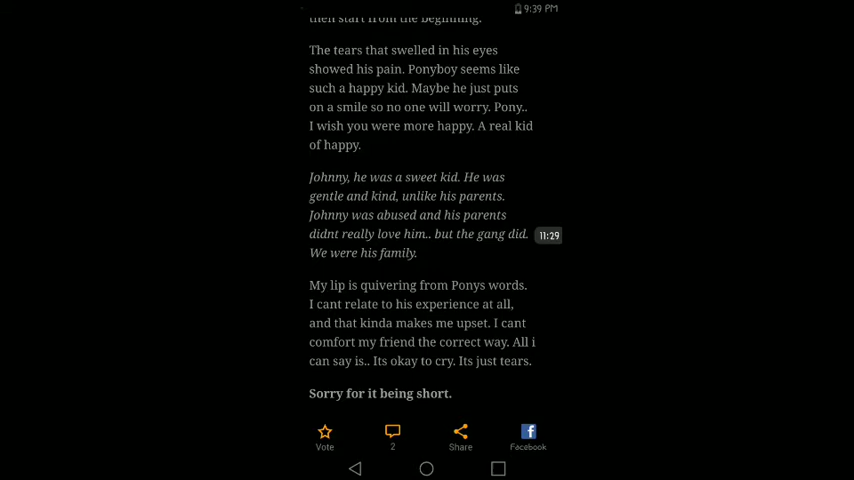 9:39 PM
then start from the beginning.
The tears that swelled in his eyes
showed his pain. Ponyboy seems like
such a happy kid. Maybe he just puts
on a smile so no one will worry. Pony..
I wish you were more happy. A real kid
of happy.
Johnny, he was a sweet kid. He was
gentle and kind, unlike his parents.
Johnny was abused and his parents
didnt really love him.. but the gang did.
11:29
We were his family.
My lip is quivering from Ponys words.
I cant relate to his experience at all,
and that kinda makes me upset. I cant
comfort my friend the correct way. All i
can say is.. Its okay to cry. Its just tears.
Sorry for it being short.
Vote
2
Share
Facebook